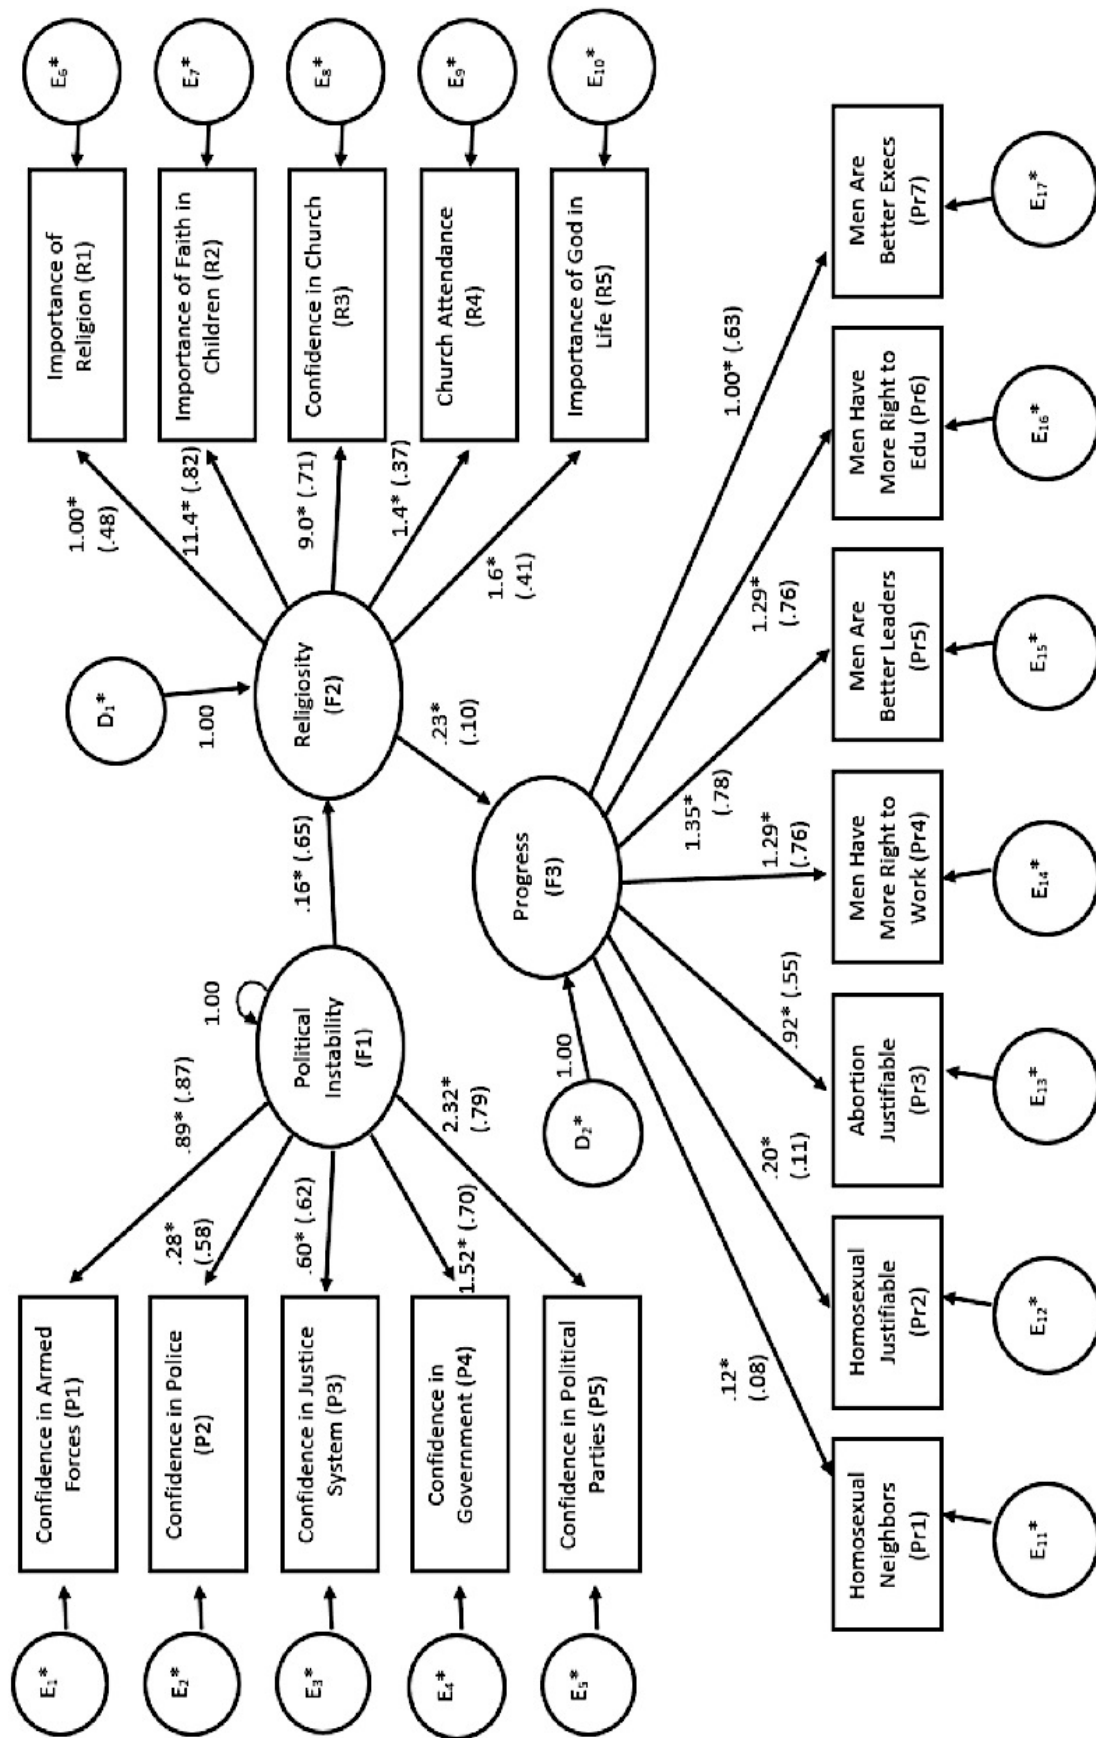 E₁*
Confidence in Armed
Forces (P1)
E₂*
Confidence in Police
(P2)
E₃*
Confidence in Justice
System (P3)
E₄*
Confidence in
Government (P4)
E₅*
Confidence in Political
Parties (P5)
.89* (.87)
.28*
(.58)
.60* (.62)
1.52* (.70)
2.32*
(.79)
1.00
Political
Instability
(F1)
.16* (.65)
D₁*
1.00
Religiosity
(F2)
1.00*
(.48)
11.4* (.82)
9.0* (.71)
1.4* (.37)
1.6*
(.41)
Importance of
Religion (R1)
E₆*
Importance of Faith in
Children (R2)
E₇*
Confidence in Church
(R3)
E₈*
Church Attendance
(R4)
E₉*
Importance of God in
Life (R5)
E₁₀*
.23*
(.10)
D₂*
1.00
Progress
(F3)
.12*
(.08)
.20*
(.11)
.92* (.55)
1.29*
(.76)
1.35*
(.78)
1.29*
(.76)
1.00* (.63)
Homosexual
Neighbors
(Pr1)
Homosexual
Justifiable
(Pr2)
Abortion
Justifiable
(Pr3)
Men Have
More Right to
Work (Pr4)
Men Are
Better Leaders
(Pr5)
Men Have
More Right to
Edu (Pr6)
Men Are
Better Execs
(Pr7)
E₁₁*
E₁₂*
E₁₃*
E₁₄*
E₁₅*
E₁₆*
E₁₇*